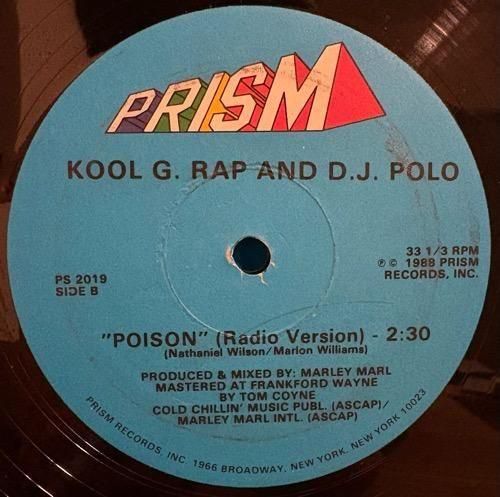 PRISM
KOOL G. RAP AND D.J. POLO
33 1/3 RPM
℗ © 1988 PRISM
RECORDS, INC.
PS 2019
SIDE B
"POISON" (Radio Version) - 2:30
(Nathaniel Wilson/Marlon Williams)
PRODUCED & MIXED BY: MARLEY MARL
MASTERED AT FRANKFORD WAYNE
BY TOM COYNE
COLD CHILLIN' MUSIC PUBL. (ASCAP)/
MARLEY MARL INTL. (ASCAP)
PRISM RECORDS, INC. 1966 BROADWAY, NEW YORK, NEW YORK 10023